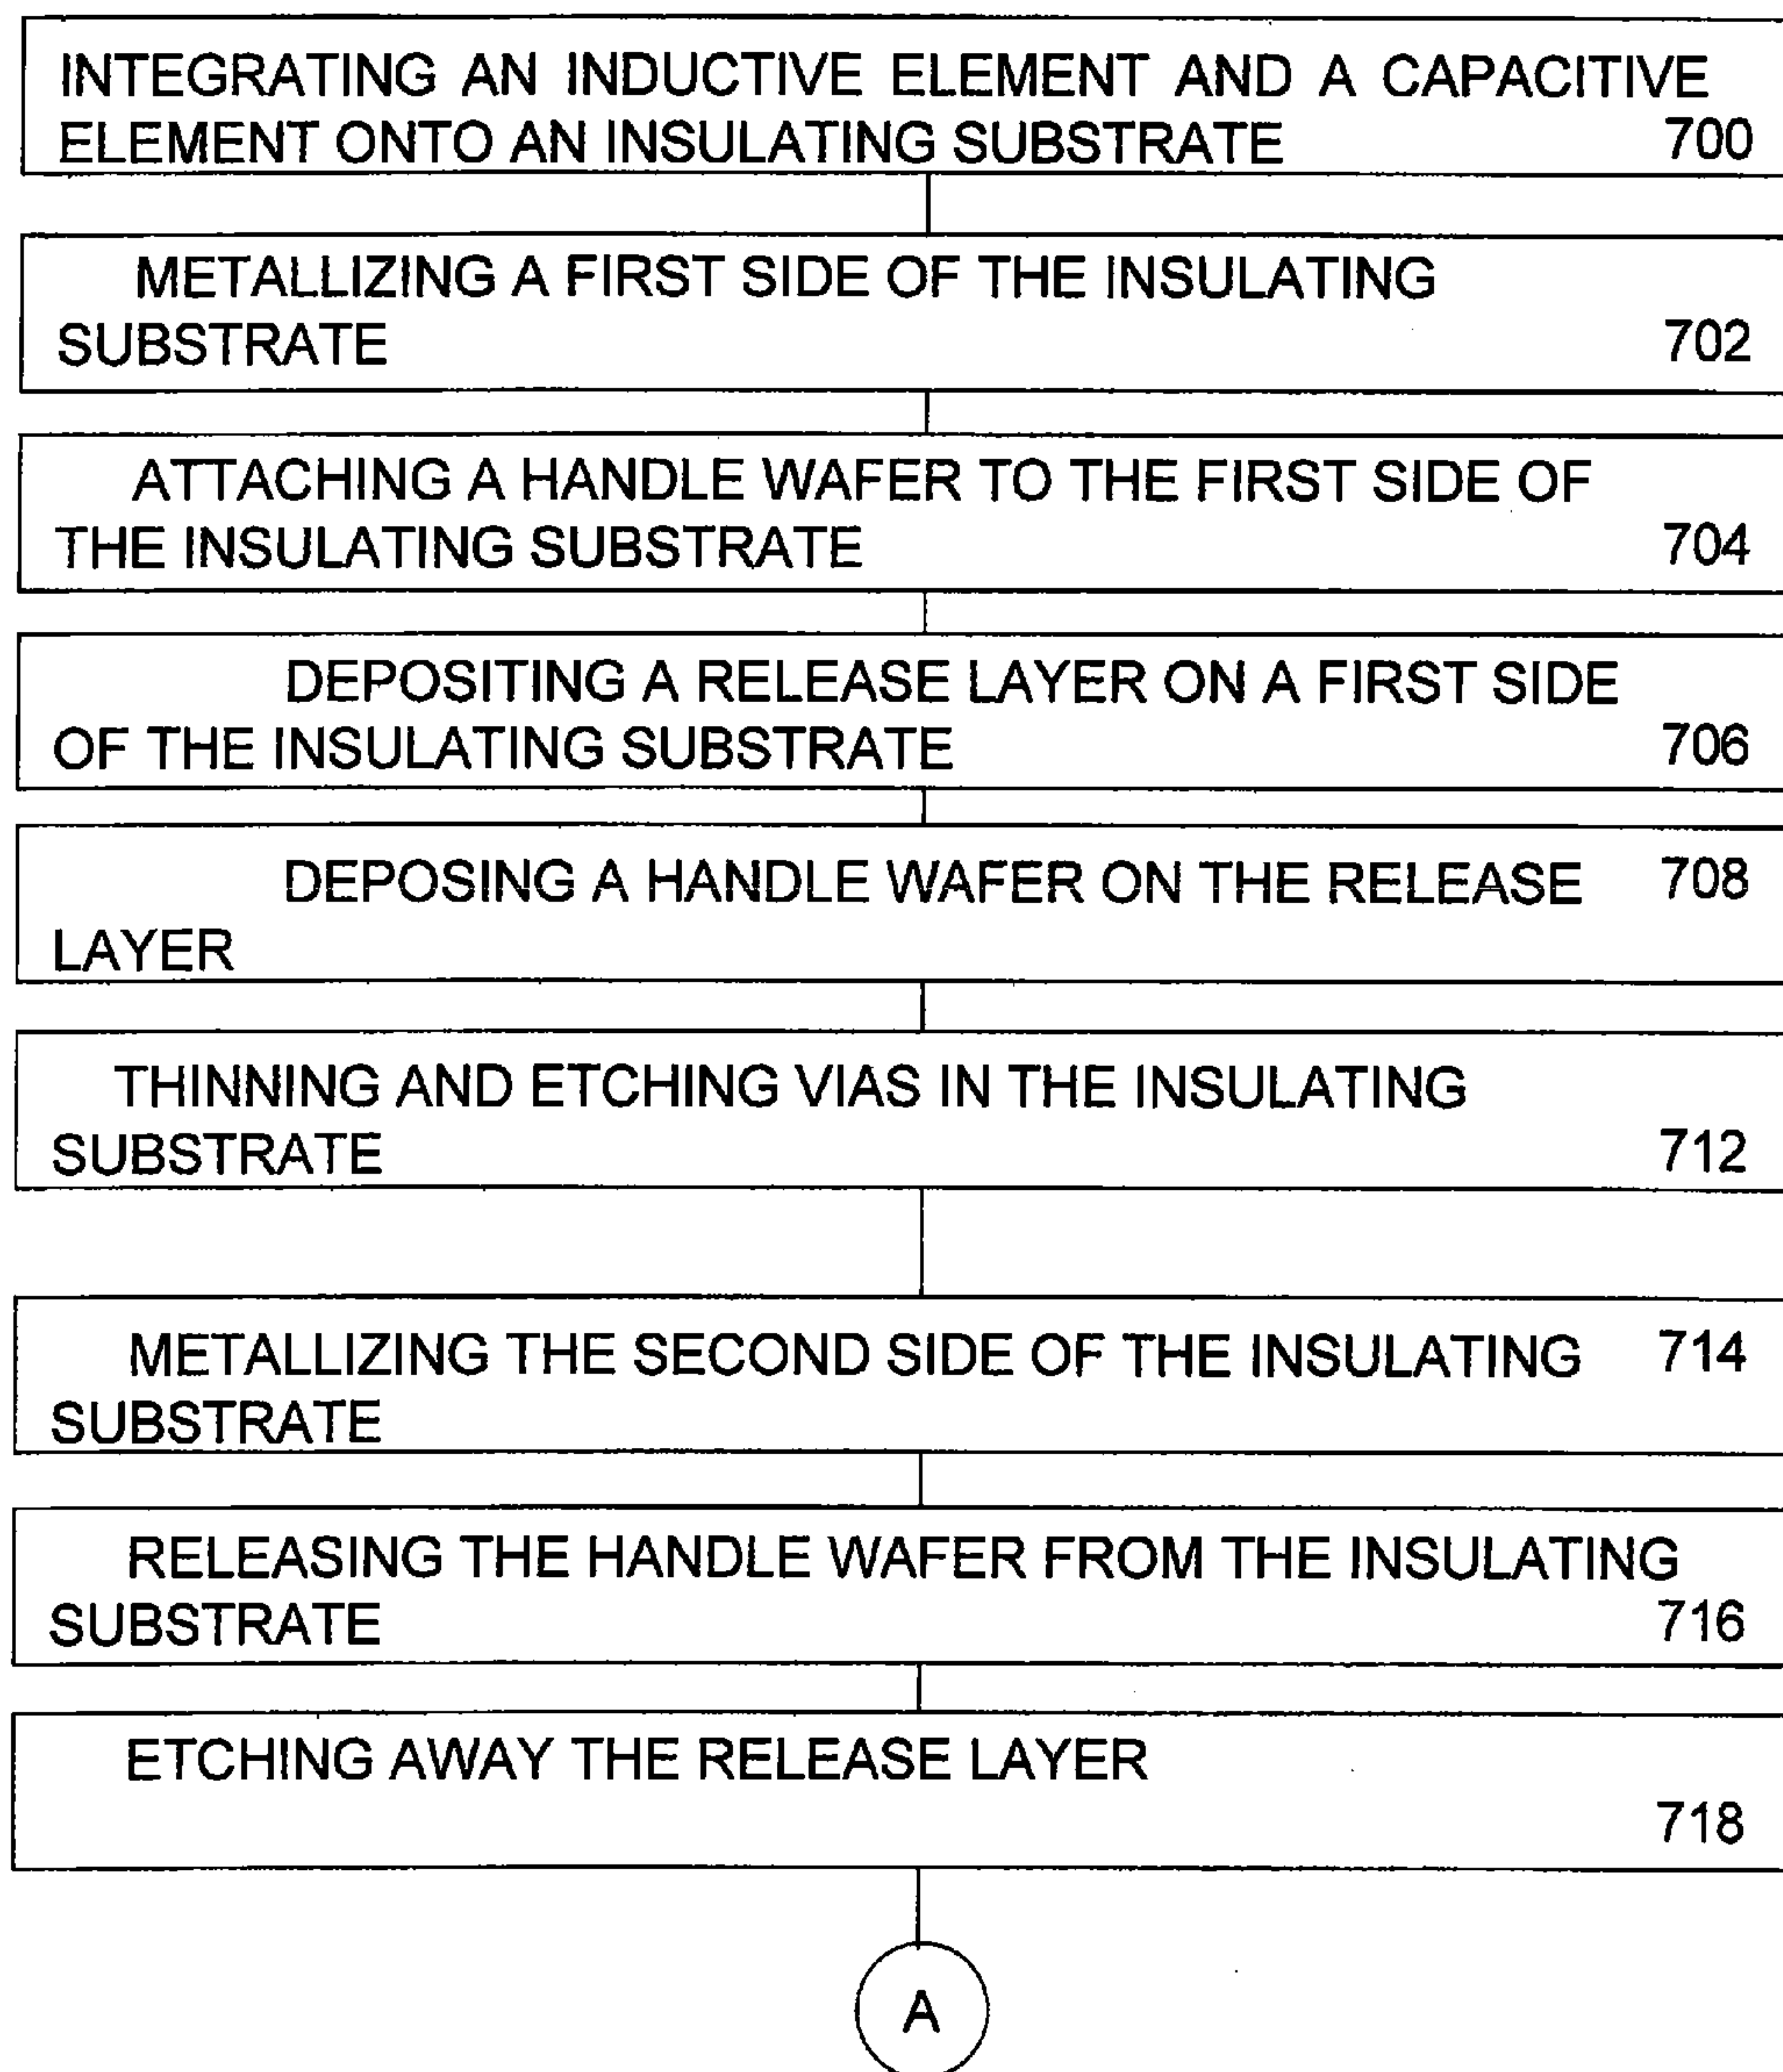 INTEGRATING AN INDUCTIVE ELEMENT AND A CAPACITIVE
ELEMENT ONTO AN INSULATING SUBSTRATE 700
METALLIZING A FIRST SIDE OF THE INSULATING
SUBSTRATE 702
ATTACHING A HANDLE WAFER TO THE FIRST SIDE OF
THE INSULATING SUBSTRATE 704
DEPOSITING A RELEASE LAYER ON A FIRST SIDE
OF THE INSULATING SUBSTRATE 706
DEPOSING A HANDLE WAFER ON THE RELEASE 708
LAYER
THINNING AND ETCHING VIAS IN THE INSULATING
SUBSTRATE 712
METALLIZING THE SECOND SIDE OF THE INSULATING 714
SUBSTRATE
RELEASING THE HANDLE WAFER FROM THE INSULATING
SUBSTRATE 716
ETCHING AWAY THE RELEASE LAYER
718
A